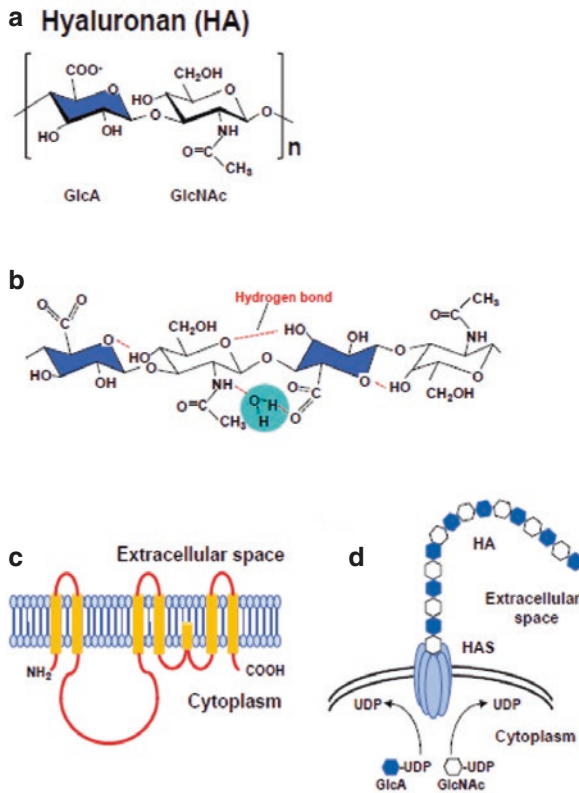 a
Hyaluronan (HA)
COO-
O
CH2OH
HO
O
O
HO
OH
O
NH
O=C
CH3
n
GlcA
GlcNAc
b
Hydrogen bond
O
O
C
O
CH2OH
O
HO
HO
OH
O
O
NH
O=C
CH3
O
H
H
HO
OH
O
C
O
O
O
CH3
O=C
NH
O
HO
O
CH2OH
c
Extracellular space
NH2
COOH
Cytoplasm
d
HA
Extracellular
space
HAS
UDP
UDP
Cytoplasm
-UDP
-UDP
GlcA
GlcNAc